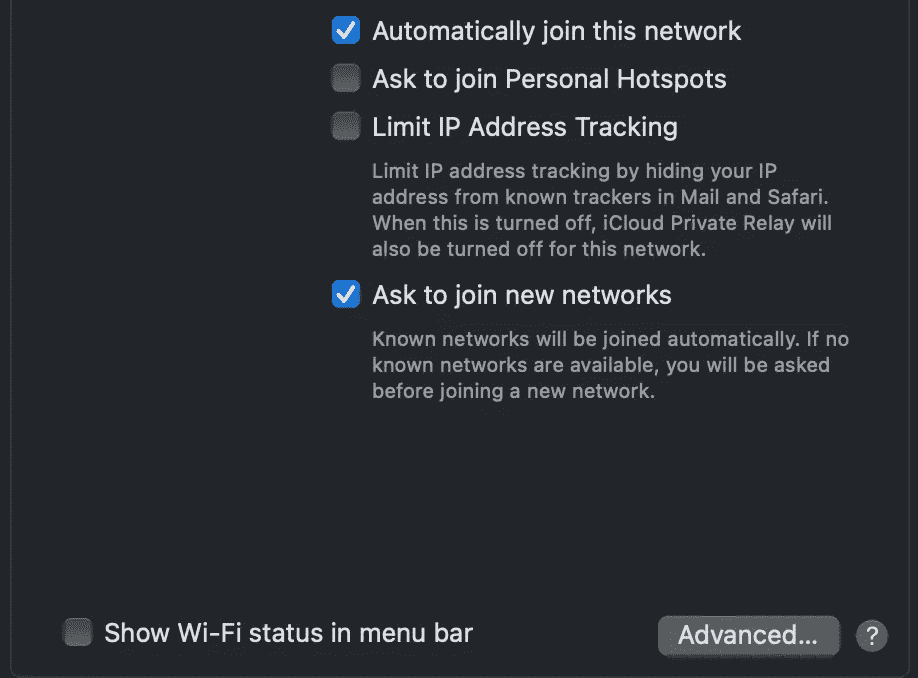 Automatically join this network
Ask to join Personal Hotspots
Limit IP Address Tracking
Limit IP address tracking by hiding your IP
address from known trackers in Mail and Safari.
When this is turned off, iCloud Private Relay will
also be turned off for this network.
Ask to join new networks
Known networks will be joined automatically. If no
known networks are available, you will be asked
before joining a new network.
Show Wi-Fi status in menu bar
Advanced...
?